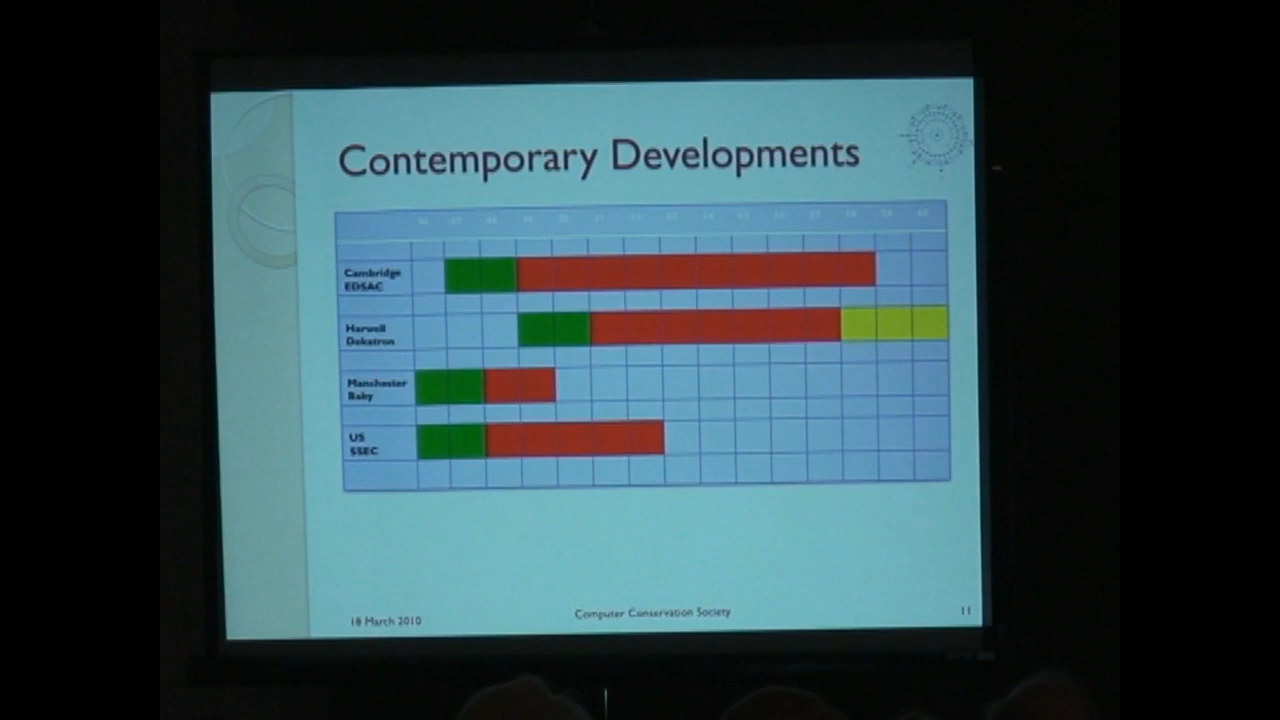 Contemporary Developments
Cambridge
EDSAC
Harwell
Dekatron
Manchester
Baby
US
SSEC
18 March 2010
Computer Conservation Society
11